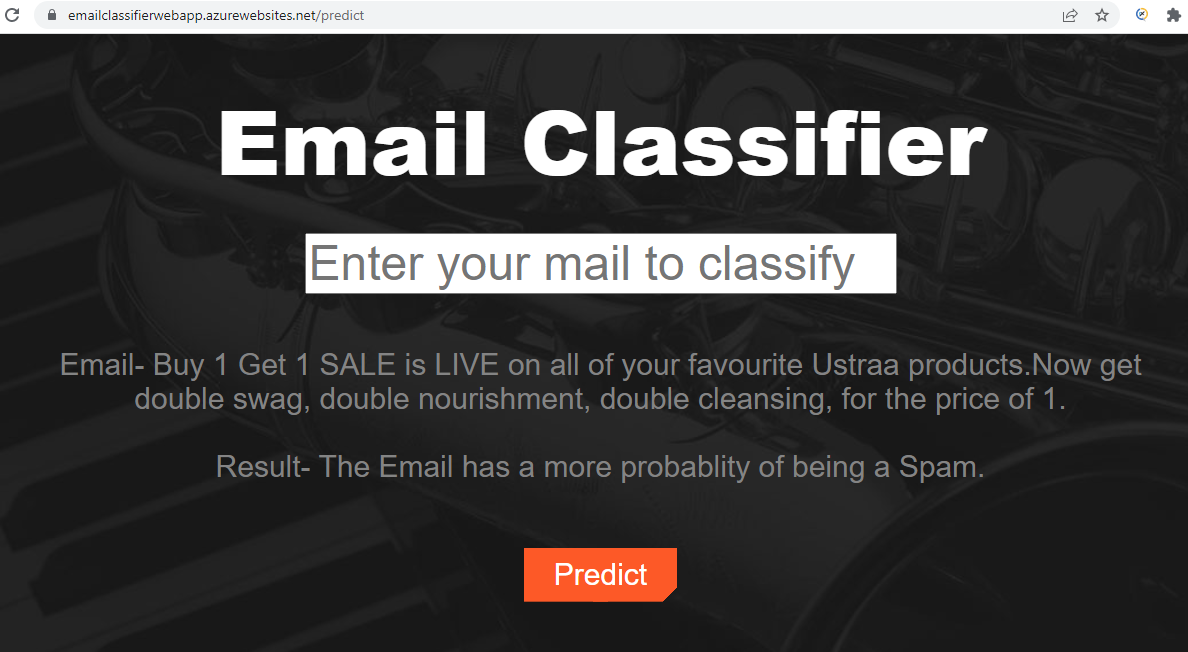 emailclassifierwebapp.azurewebsites.net/predict
Email Classifier
Enter your mail to classify
Email- Buy 1 Get 1 SALE is LIVE on all of your favourite Ustraa products.Now get
double swag, double nourishment, double cleansing, for the price of 1.
Result- The Email has a more probablity of being a Spam.
Predict